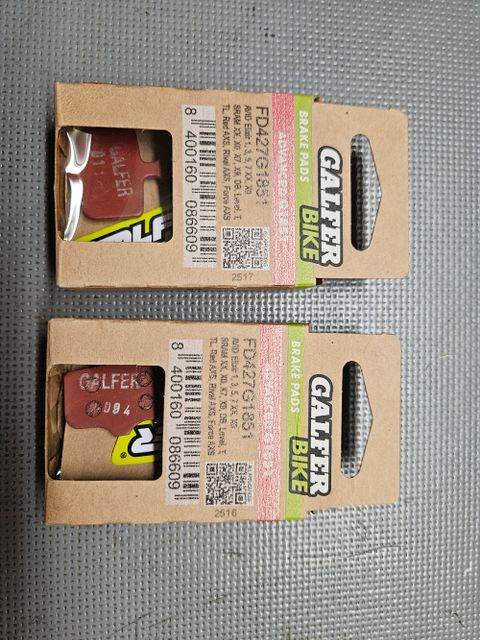 GALFER
BIKE
BRAKE PADS
ADVANCED G1851
FD427G1851
AVID Elixir 1, 3, 5, 7 XX, X0
SRAM XX, X0, X7, X9, DB, Level, T,
TL, Red AXS, Rival AXS, Force AXS
8 400160 086609
2517
GALFER
GALFER
BIKE
BRAKE PADS
ADVANCED G1851
FD427G1851
AVID Elixir 1, 3, 5, 7 XX, X0
SRAM XX, X0, X7, X9, DB, Level, T,
TL, Red AXS, Rival AXS, Force AXS
8 400160 086609
2516
GALFER
094